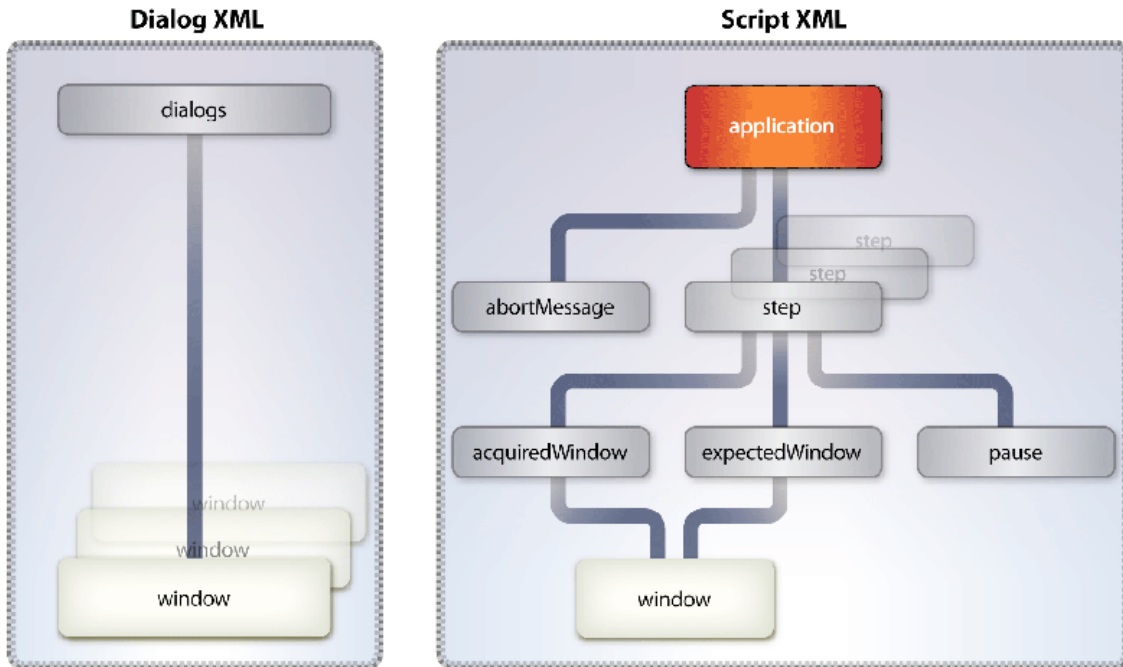 Dialog XML
dialogs
window
window
window
Script XML
application
step
step
abortMessage
step
acquiredWindow
expectedWindow
pause
window